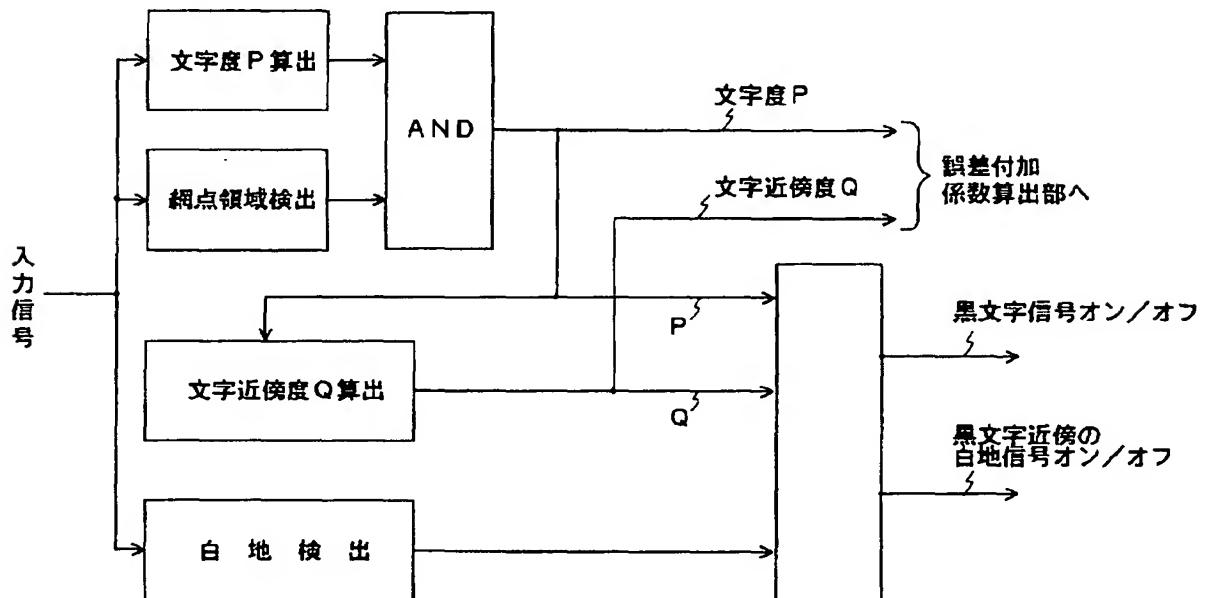 文字度P算出
AND
文字度P
網点領域検出
文字近傍度Q
誤差付加
係数算出部へ
入力信号
P
黒文字信号オン／オフ
文字近傍度Q算出
Q
黒文字近傍の
白地信号オン／オフ
白地検出